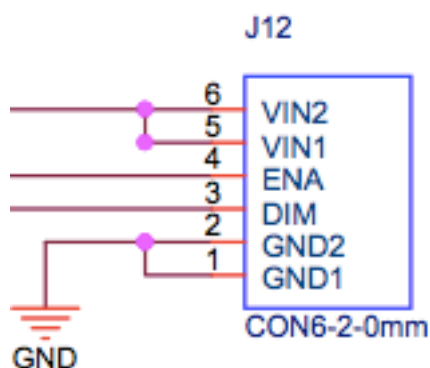 J12
6 VIN2
5 VIN1
4 ENA
3 DIM
2 GND2
1 GND1
CON6-2-0mm
GND